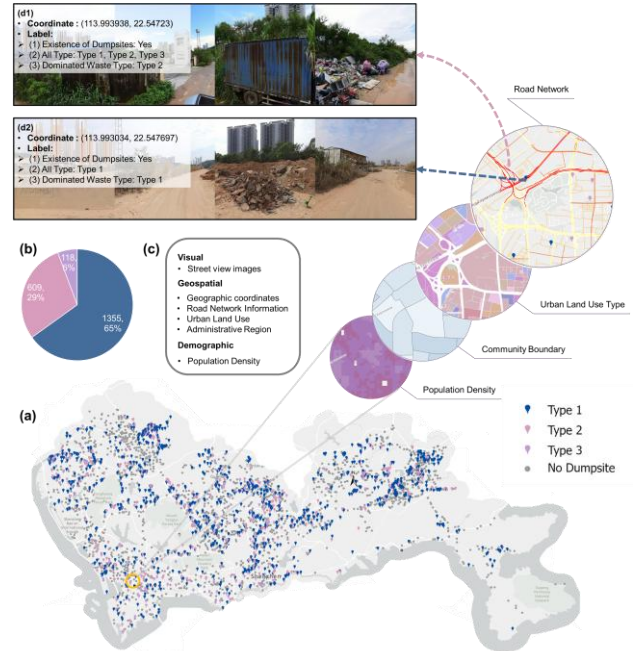 (d1)
• Coordinate : (113.993938, 22.54723)
• Label:
➤ (1) Existence of Dumpsites: Yes
➤ (2) All Type: Type 1, Type 2, Type 3
➤ (3) Dominated Waste Type: Type 2
Road Network
(d2)
• Coordinate: (113.993034, 22.547697)
• Label:
➤ (1) Existence of Dumpsites: Yes
➤ (2) All Type: Type 1
➤ (3) Dominated Waste Type: Type 1
(b)
118,
6%
609,
29%
1355,
65%
(c)
Visual
• Street view images
Geospatial
• Geographic coordinates
• Road Network Information
• Urban Land Use
• Administrative Region
Demographic
• Population Density
Urban Land Use Type
Community Boundary
Population Density
(a)
Type 1
Type 2
Type 3
No Dumpsite